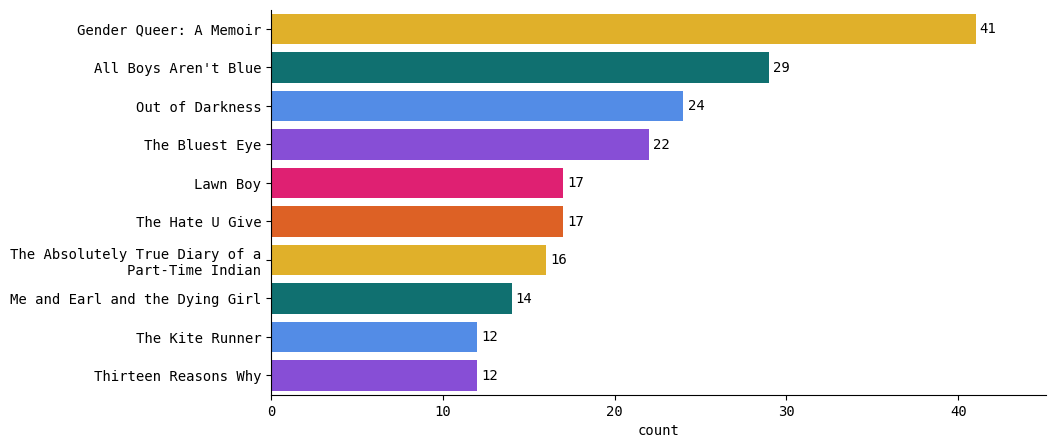 Gender Queer: A Memoir
41
All Boys Aren't Blue
29
Out of Darkness
24
The Bluest Eye
22
Lawn Boy
17
The Hate U Give
17
The Absolutely True Diary of a
Part-Time Indian
16
Me and Earl and the Dying Girl
14
The Kite Runner
12
Thirteen Reasons Why
12
0 10 20 30 40
count